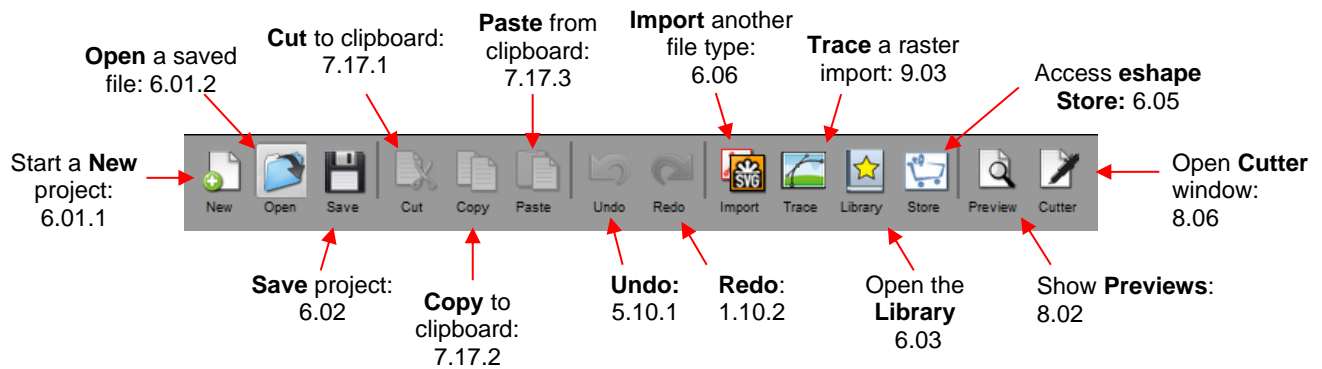 Open a saved
file: 6.01.2
Cut to clipboard:
7.17.1
Paste from
clipboard:
7.17.3
Import another
file type:
6.06
Trace a raster
import: 9.03
Access eshape
Store: 6.05
Start a New
project:
6.01.1
New
Open
Save
Cut
Copy
Paste
Undo
Redo
SVG
Import
Trace
Library
Store
Preview
Cutter
Open Cutter
window:
8.06
Save project:
6.02
Copy to
clipboard:
7.17.2
Undo:
5.10.1
Redo:
1.10.2
Open the
Library
6.03
Show Previews:
8.02